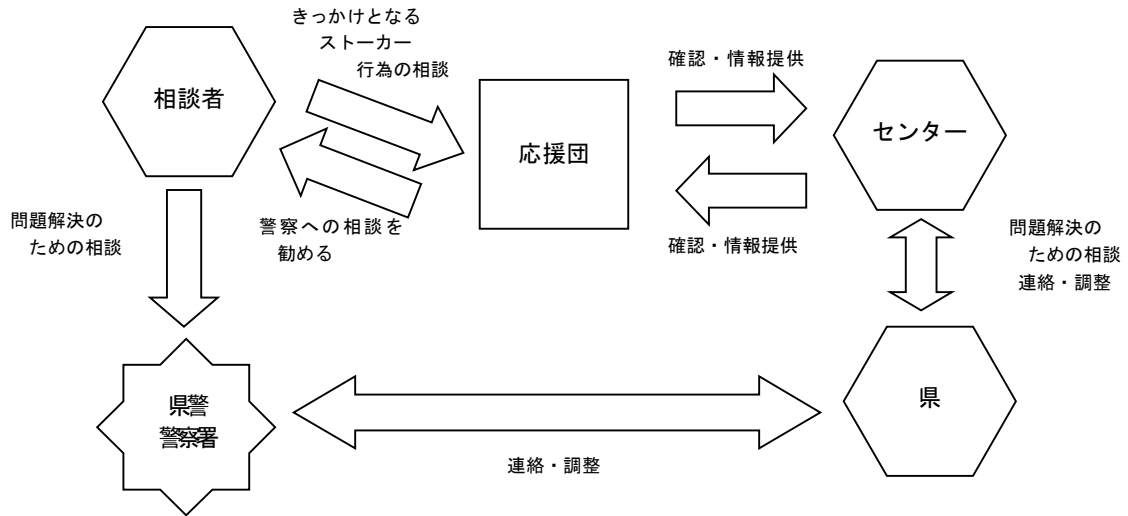 きっかけとなる
ストーカー
行為の相談
相談者
応援団
確認・情報提供
センター
警察への相談を
勧める
確認・情報提供
問題解決の
ための相談
問題解決の
ための相談
連絡・調整
県警
警察署
連絡・調整
県